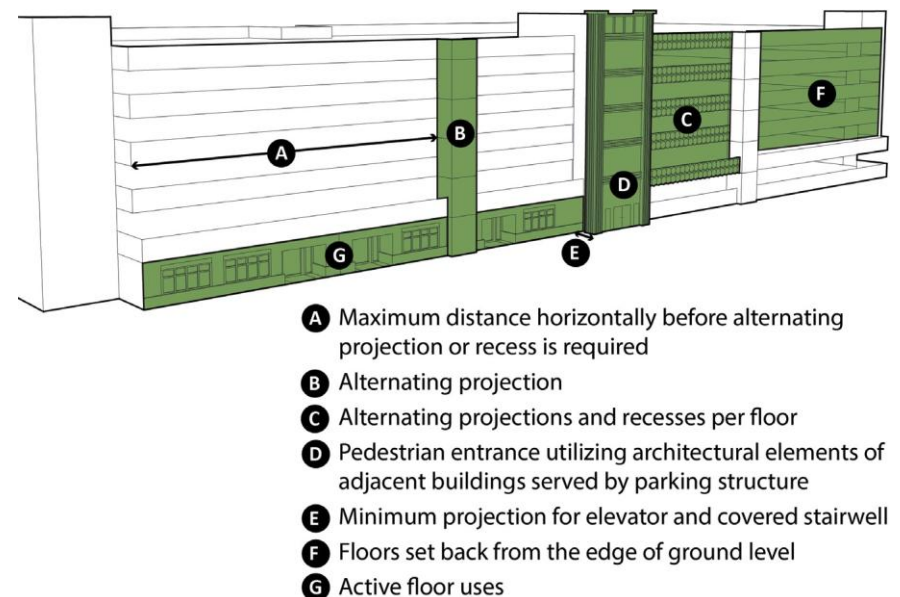 A
B
C
D
E
F
G
A Maximum distance horizontally before alternating
projection or recess is required
B Alternating projection
C Alternating projections and recesses per floor
D Pedestrian entrance utilizing architectural elements of
adjacent buildings served by parking structure
E Minimum projection for elevator and covered stairwell
F Floors set back from the edge of ground level
G Active floor uses